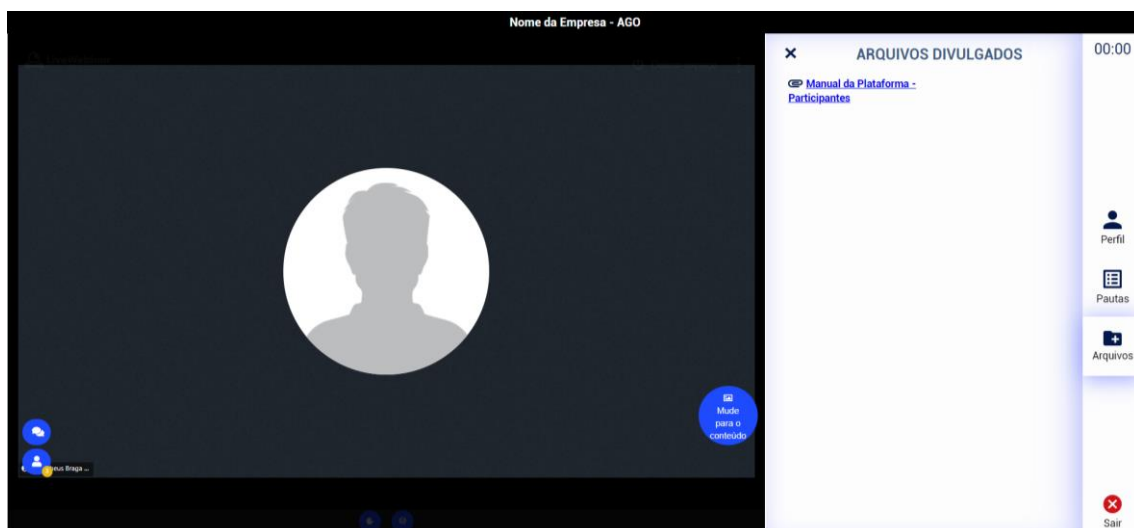 Nome da Empresa - AGO
ARQUIVOS DIVULGADOS
Manual da Plataforma -
Participantes
00:00
Perfil
Pautas
Arquivos
Sair
Mude
para o
conteúdo
Braga ...